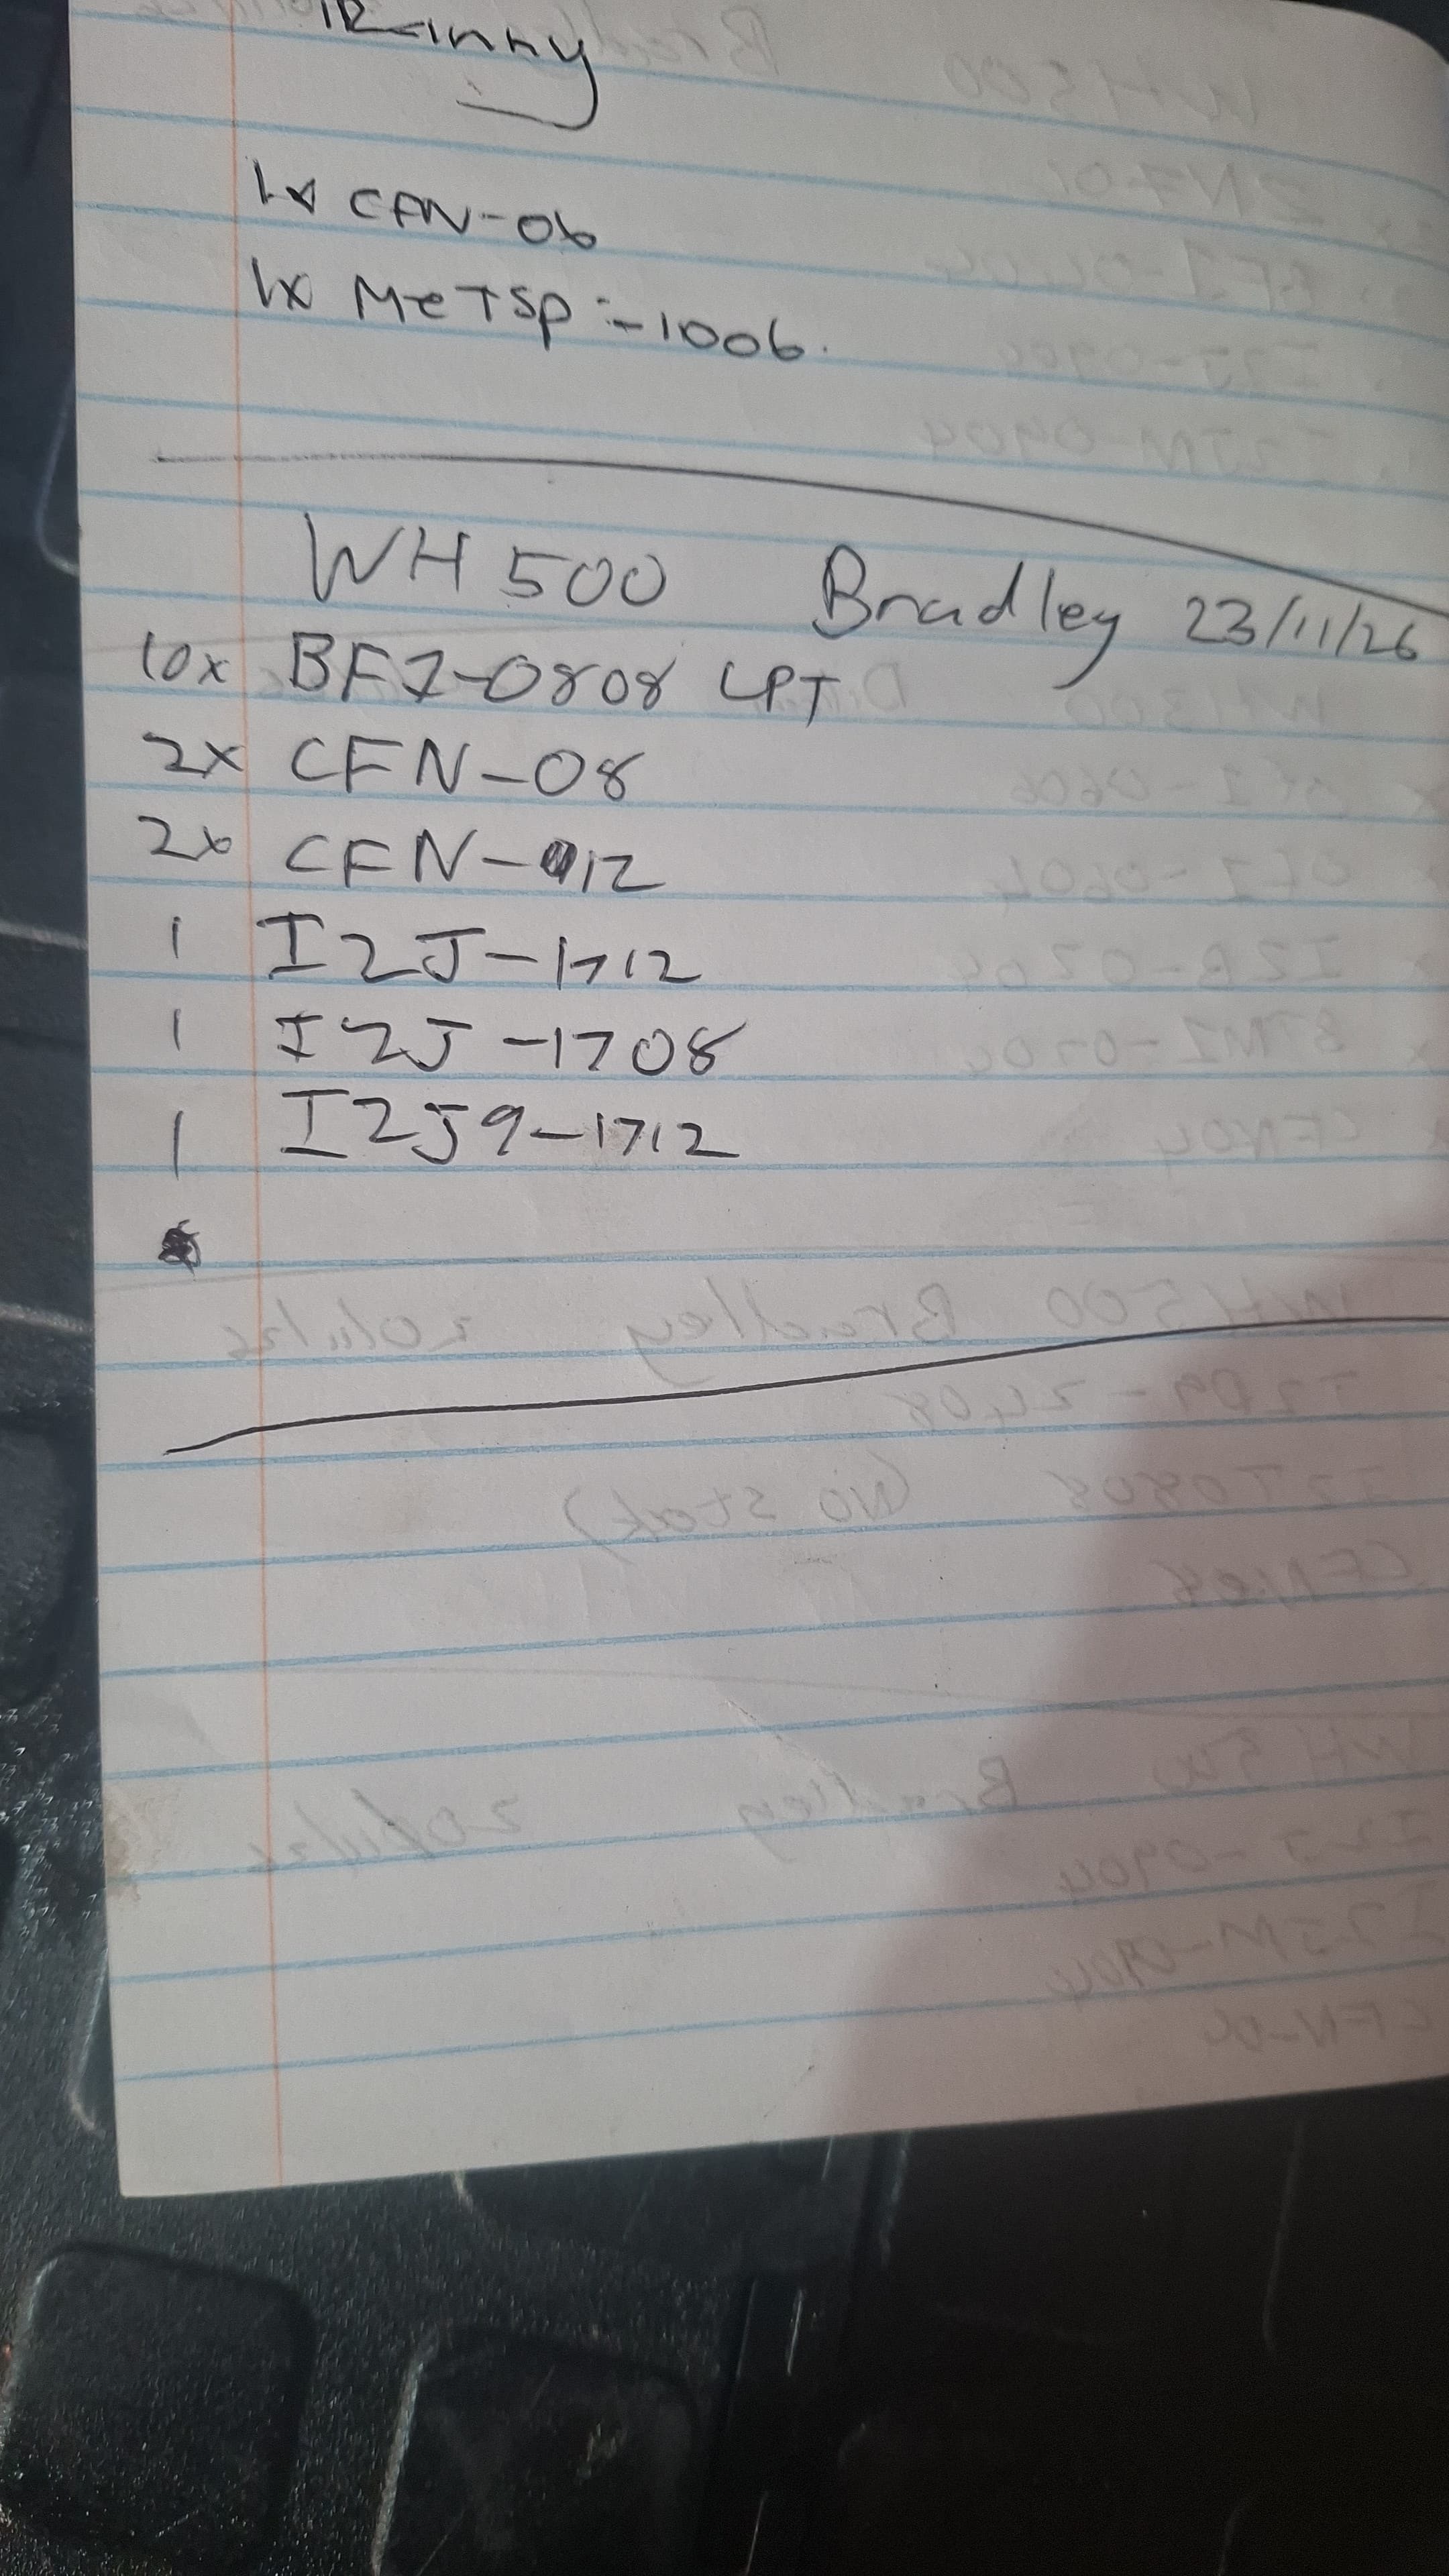 1x CFN-06
1x MeTSP-1006.
WH 500 Bradley 23/11/26
10x BF1-0808 LPT
2x CFN-08
2x CFN-12
1 I2J-1712
1 I2J-1708
1 I2J9-1712